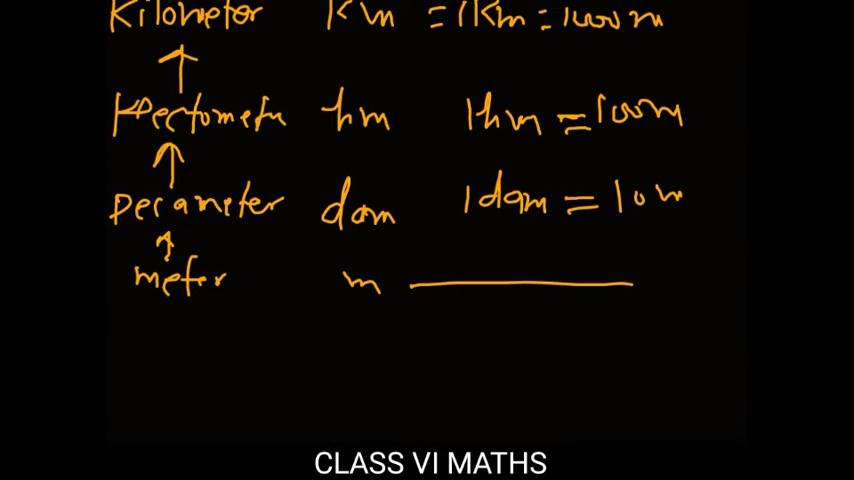 Kilometer Km = 1Km = 1000m
Hectometer hm 1hm = 100m
Decameter dam 1dam = 10m
meter m
CLASS VI MATHS